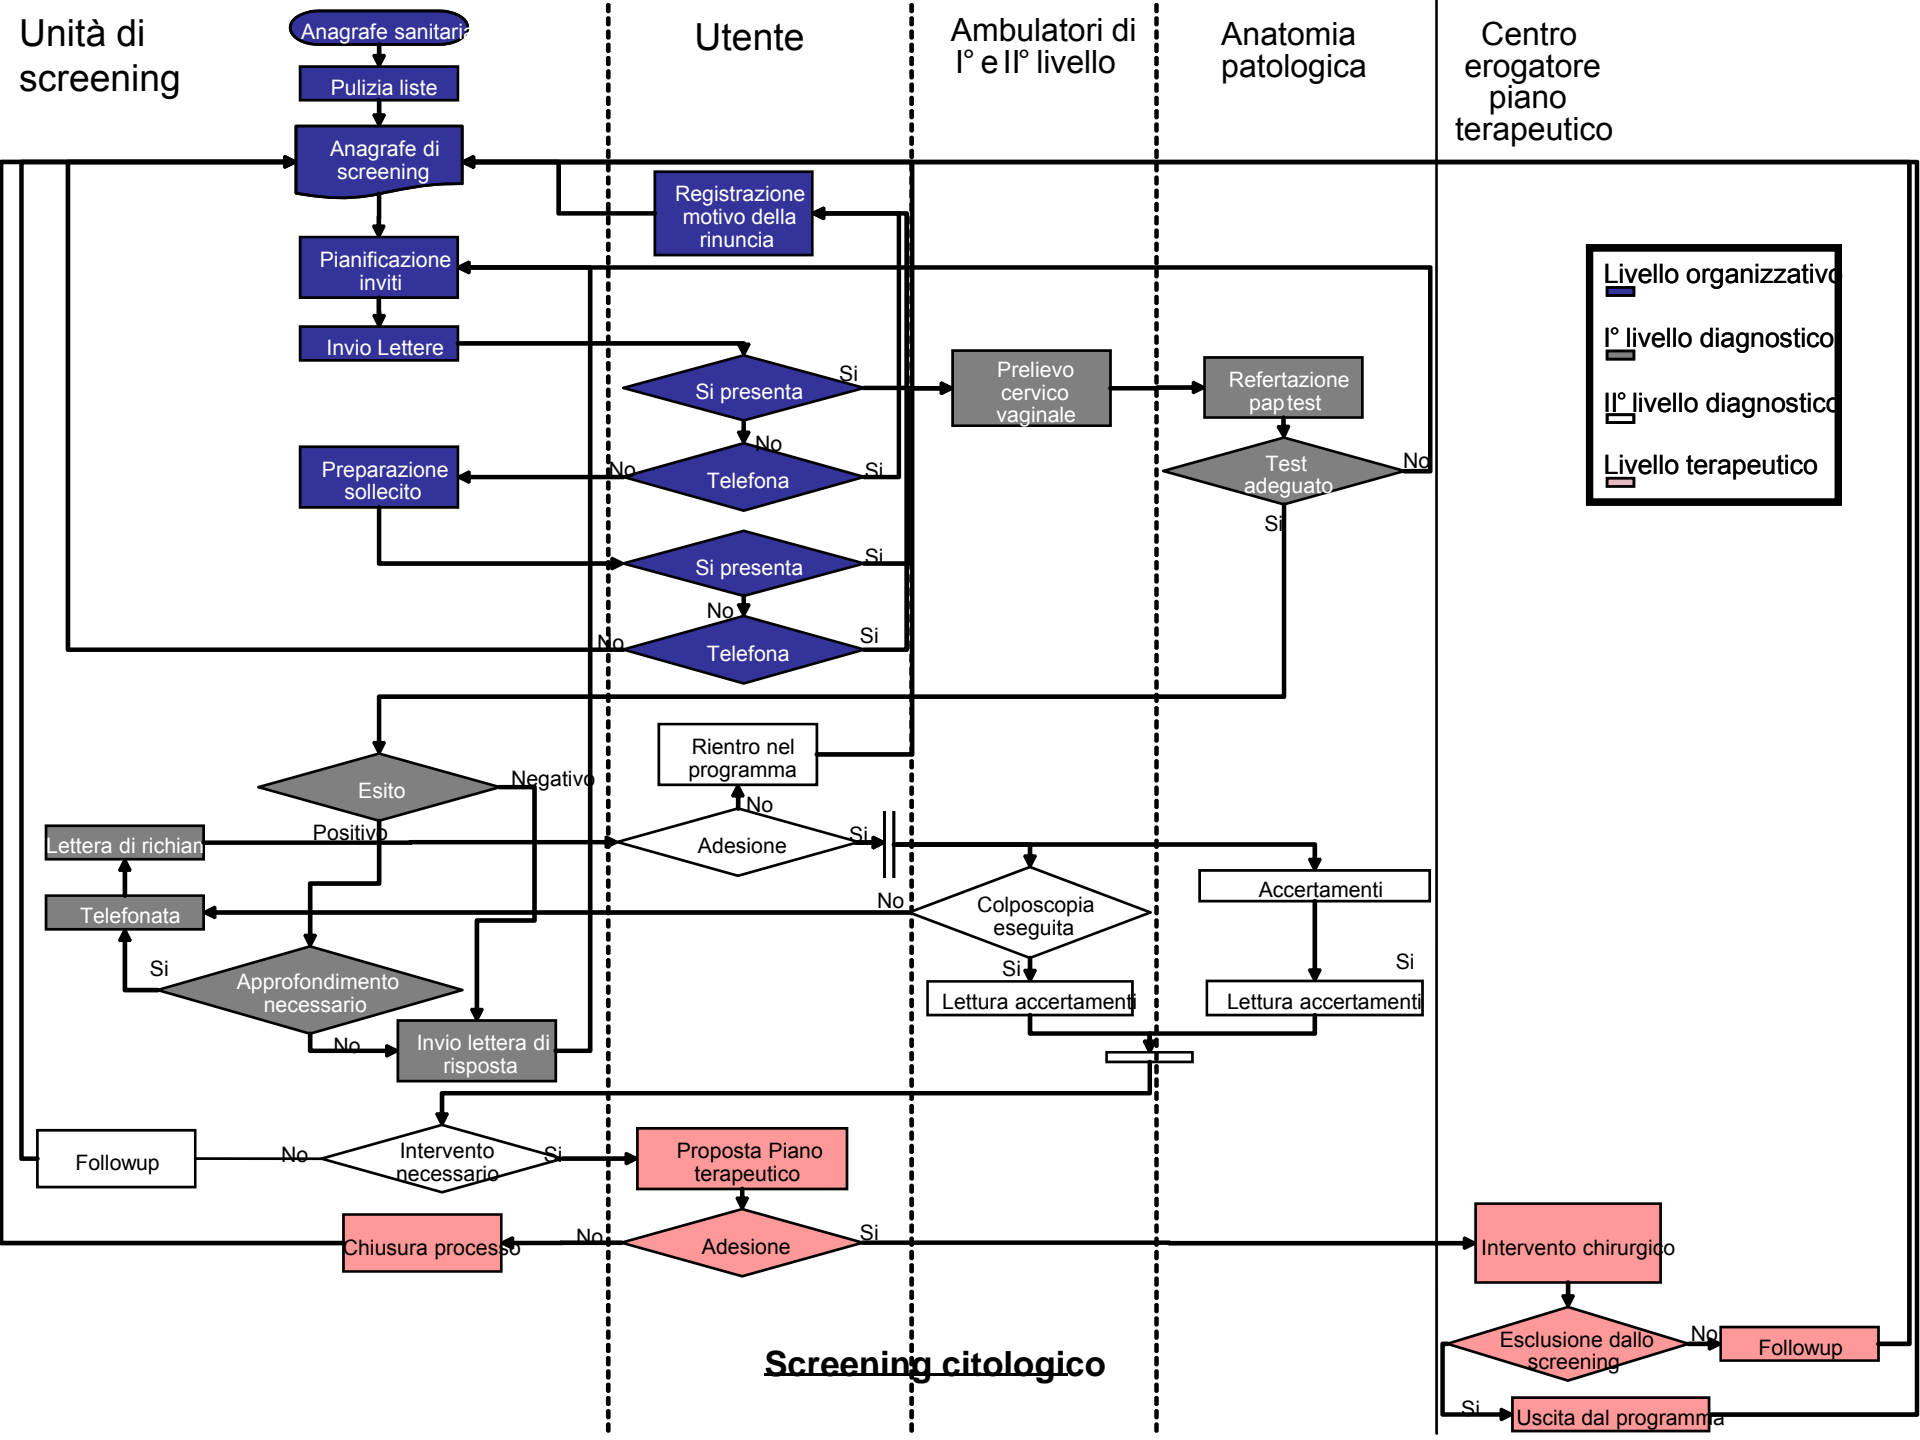 Unità di
screening
Anagrafe sanitaria
Utente
Ambulatori di
I° e II° livello
Anatomia
patologica
Centro
erogatore
piano
terapeutico
Pulizia liste
Anagrafe di
screening
Registrazione
motivo della
rinuncia
Pianificazione
inviti
Livello organizzativo
I° livello diagnostico
II° livello diagnostico
Livello terapeutico
Invio Lettere
Si presenta
Si
Prelievo
cervico
vaginale
Refertazione
pap test
No
Preparazione
sollecito
No
Telefona
Si
Test
adeguato
No
Si
Si presenta
Si
No
No
Telefona
Si
Rientro nel
programma
Esito
Negativo
No
Positivo
Lettera di richiam
Adesione
Si
Accertamenti
Telefonata
No
Colposcopia
eseguita
Si
Si
Si
Approfondimento
necessario
Lettura accertamenti
Lettura accertamenti
No
Invio lettera di
risposta
Followup
No
Intervento
necessario
Si
Proposta Piano
terapeutico
Chiusura processo
No
Adesione
Si
Intervento chirurgico
Esclusione dallo
screening
No
Followup
Screening citologico
Si
Uscita dal programma